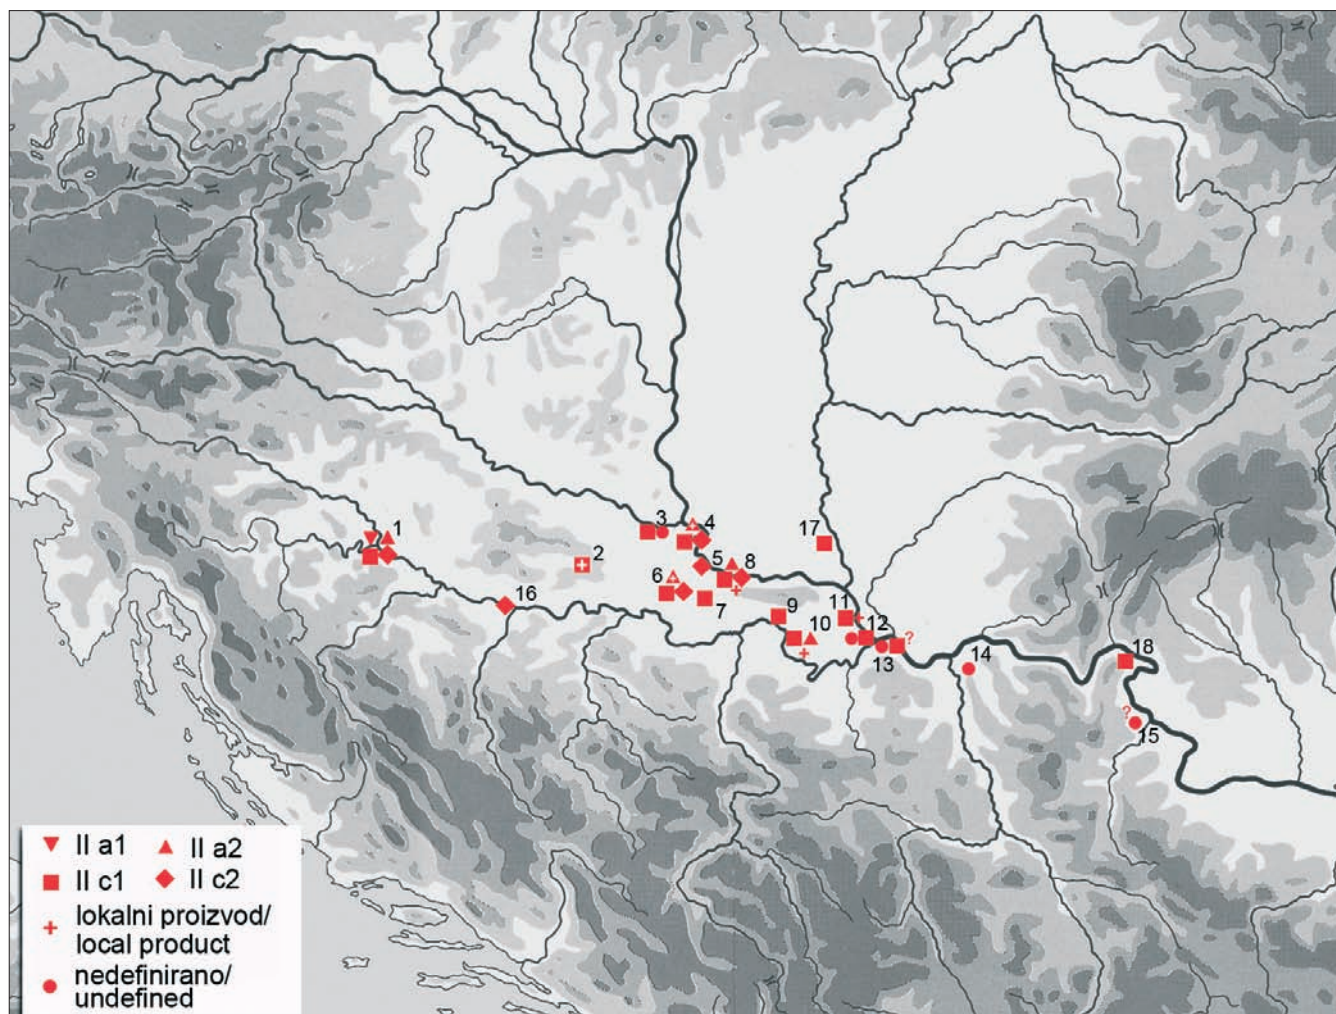 1
2
3
4
5
8
17
6
7
16
9
10
11
12
?
13
14
18
?
15
II a1
II a2
II c1
II c2
lokalni proizvod/
local product
nedefinirano/
undefined